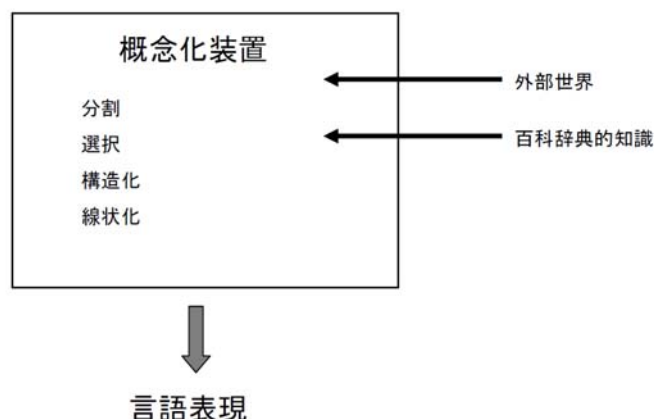 概念化装置
外部世界
分割
百科辞典的知識
選択
構造化
線状化
言語表現